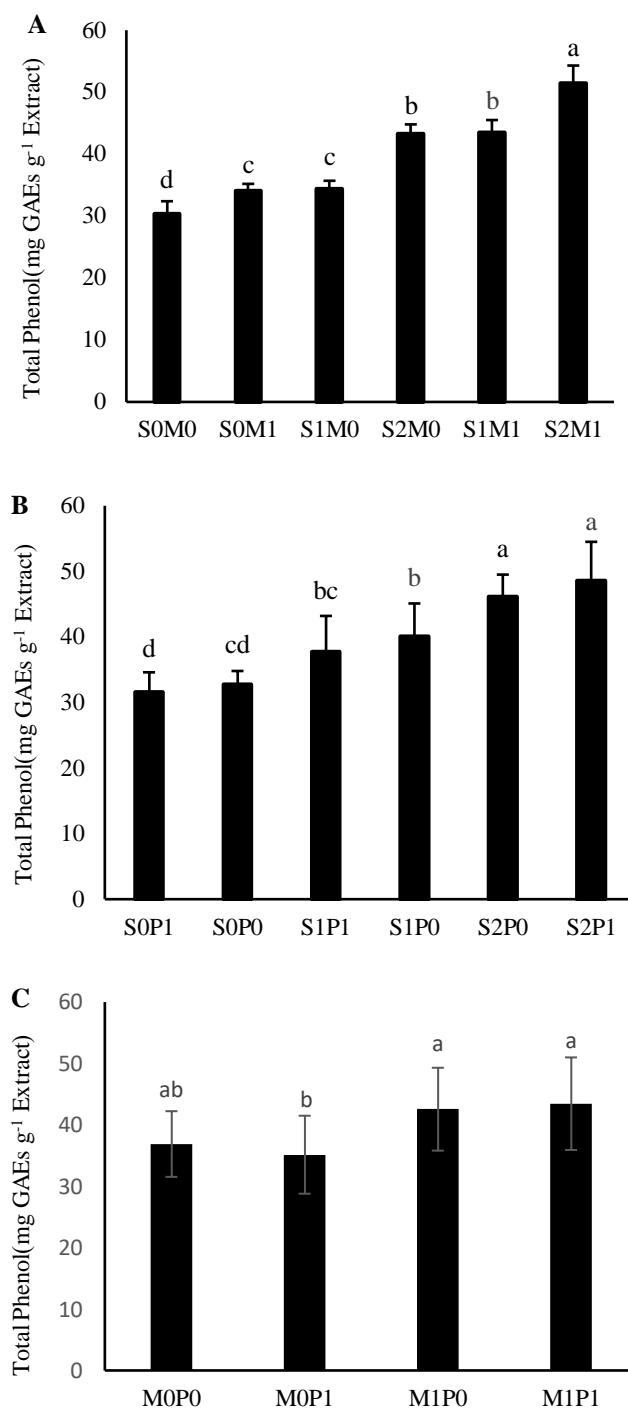 A
Total Phenol(mg GAEs g-1 Extract)
60
50
40
30
20
10
0
d
c
c
b
b
a
S0M0 S0M1 S1M0 S2M0 S1M1 S2M1
B
Total Phenol(mg GAEs g-1 Extract)
60
50
40
30
20
10
0
d
cd
bc
b
a
a
S0P1 S0P0 S1P1 S1P0 S2P0 S2P1
C
Total Phenol(mg GAEs g-1 Extract)
60
50
40
30
20
10
0
ab
b
a
a
M0P0 M0P1 M1P0 M1P1